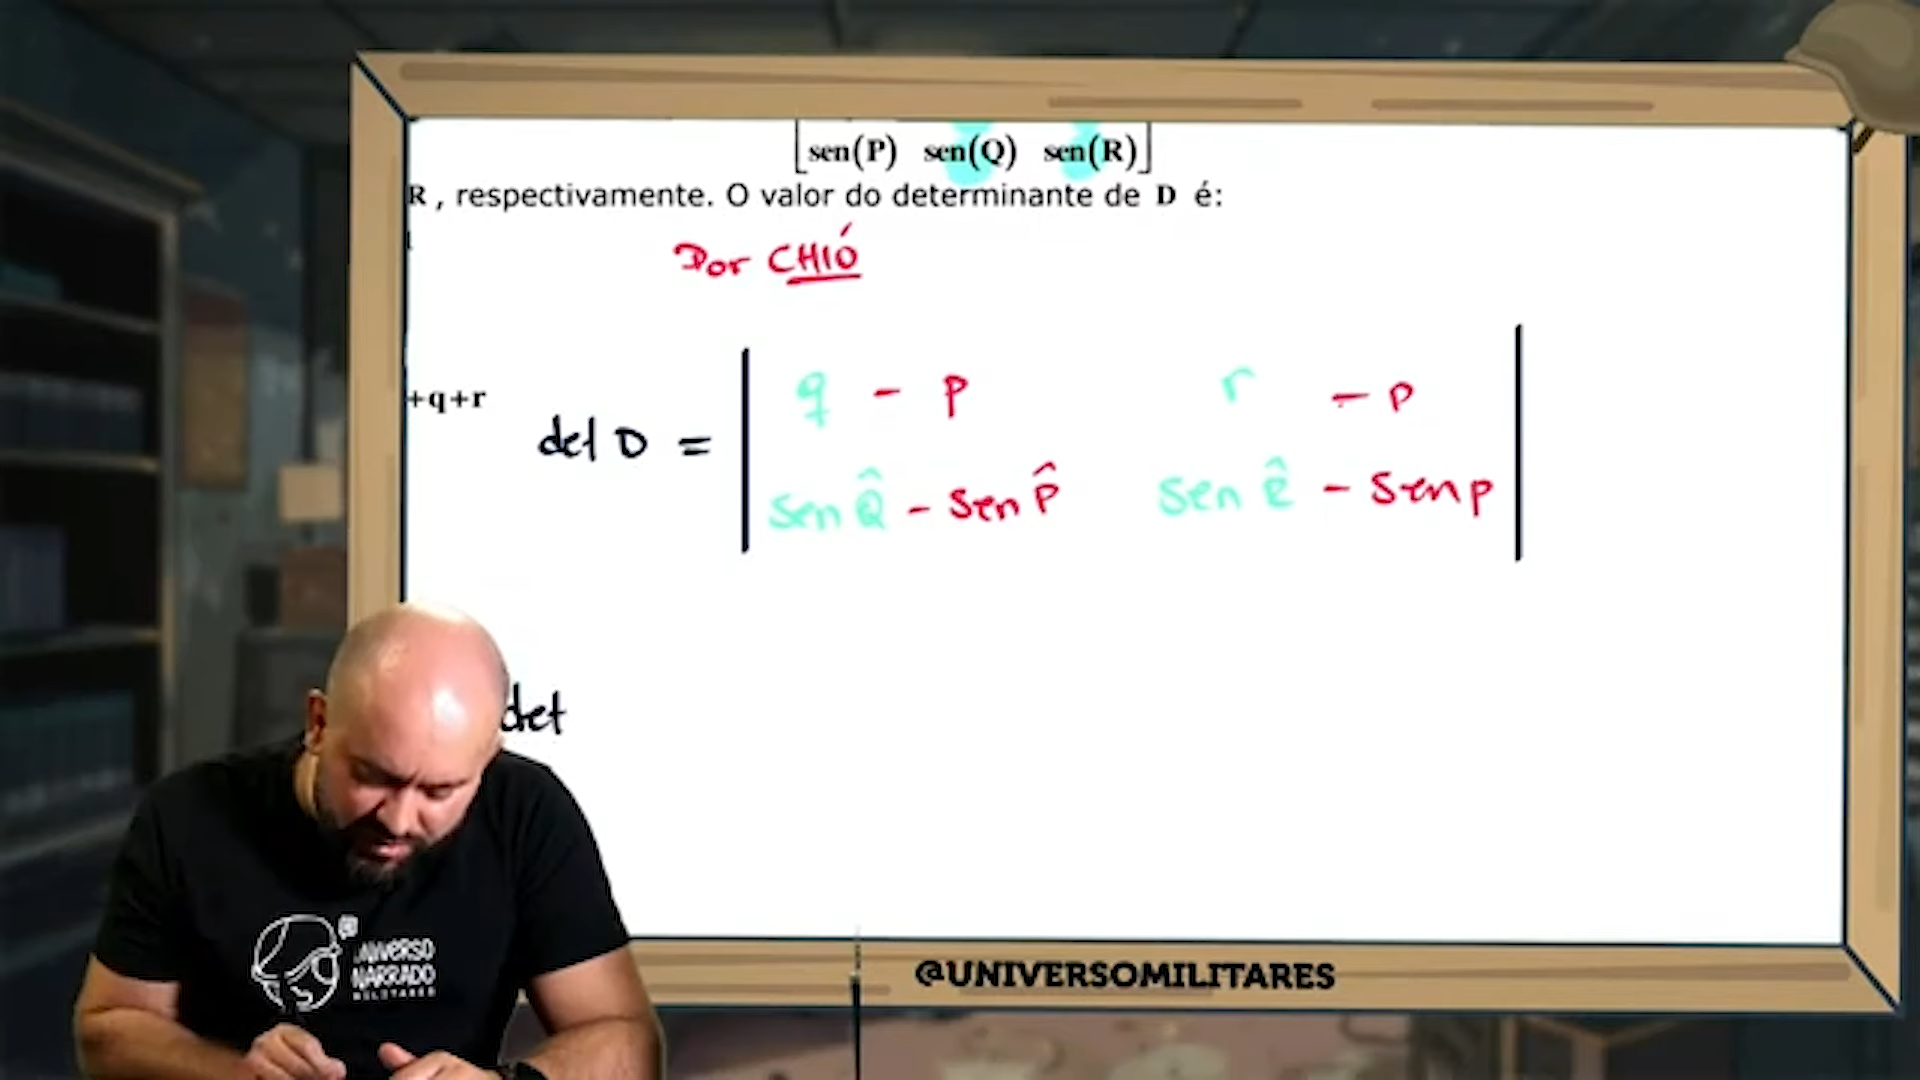 sen(P) sen(Q) sen(R)
R , respectivamente. O valor do determinante de D é:
Por CHIÓ
+q+r
q - p r - p
det D =
sen Q̂ - sen P̂ sen R̂ - sen p
det
UNIVERSO
NARRADO
MILITARES
@UNIVERSOMILITARES